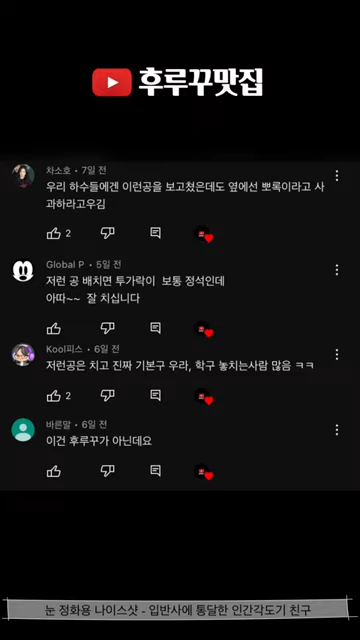 후루꾸맛집
차소호 • 7일 전
우리 하수들에겐 이런공을 보고쳤은데도 옆에선 뽀록이라고 사
과하라고우김
2
Global P • 5일 전
저런 공 배치면 투가락이 보통 정석인데
아따~~ 잘 치십니다
Kool피스 • 6일 전
저런공은 치고 진짜 기본구 우라, 학구 놓치는사람 많음 ㅋㅋ
2
바른말 • 6일 전
이건 후루꾸가 아닌데요
눈 정화용 나이스샷 - 입반사에 통달한 인간각도기 친구